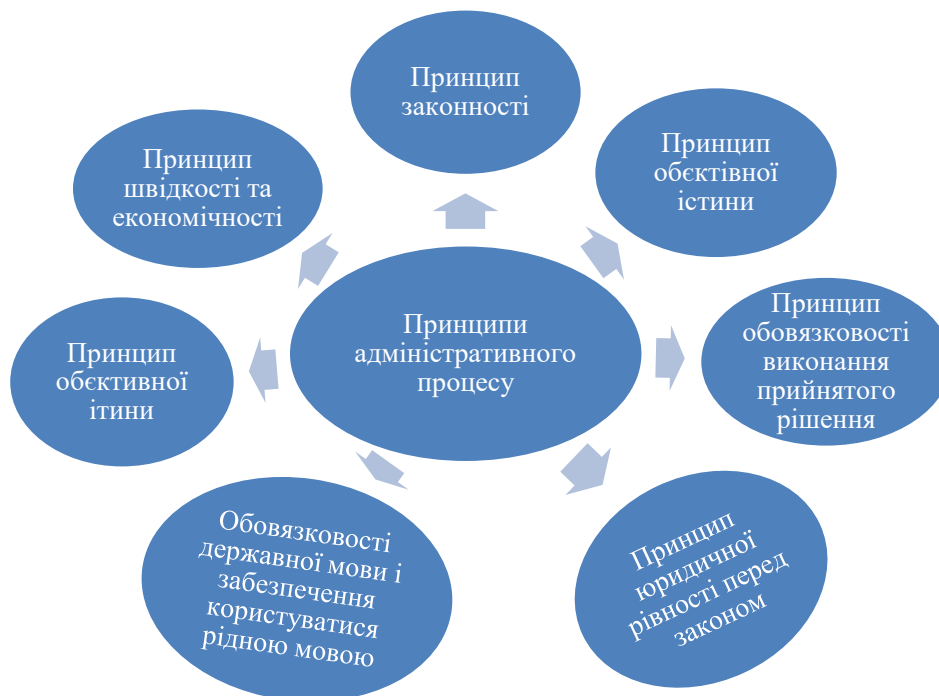 Принцип
законності
Принцип
обєктівної
істини
Принцип
обовязковості
виконання
прийнятого
рішення
Принцип
юридичної
рівності перед
законом
Обовязковості
державної мови і
забезпечення
користуватися
рідною мовою
Принцип
обєктивної
ітини
Принцип
швідкості та
економічності
Принципи
адміністративного
процесу